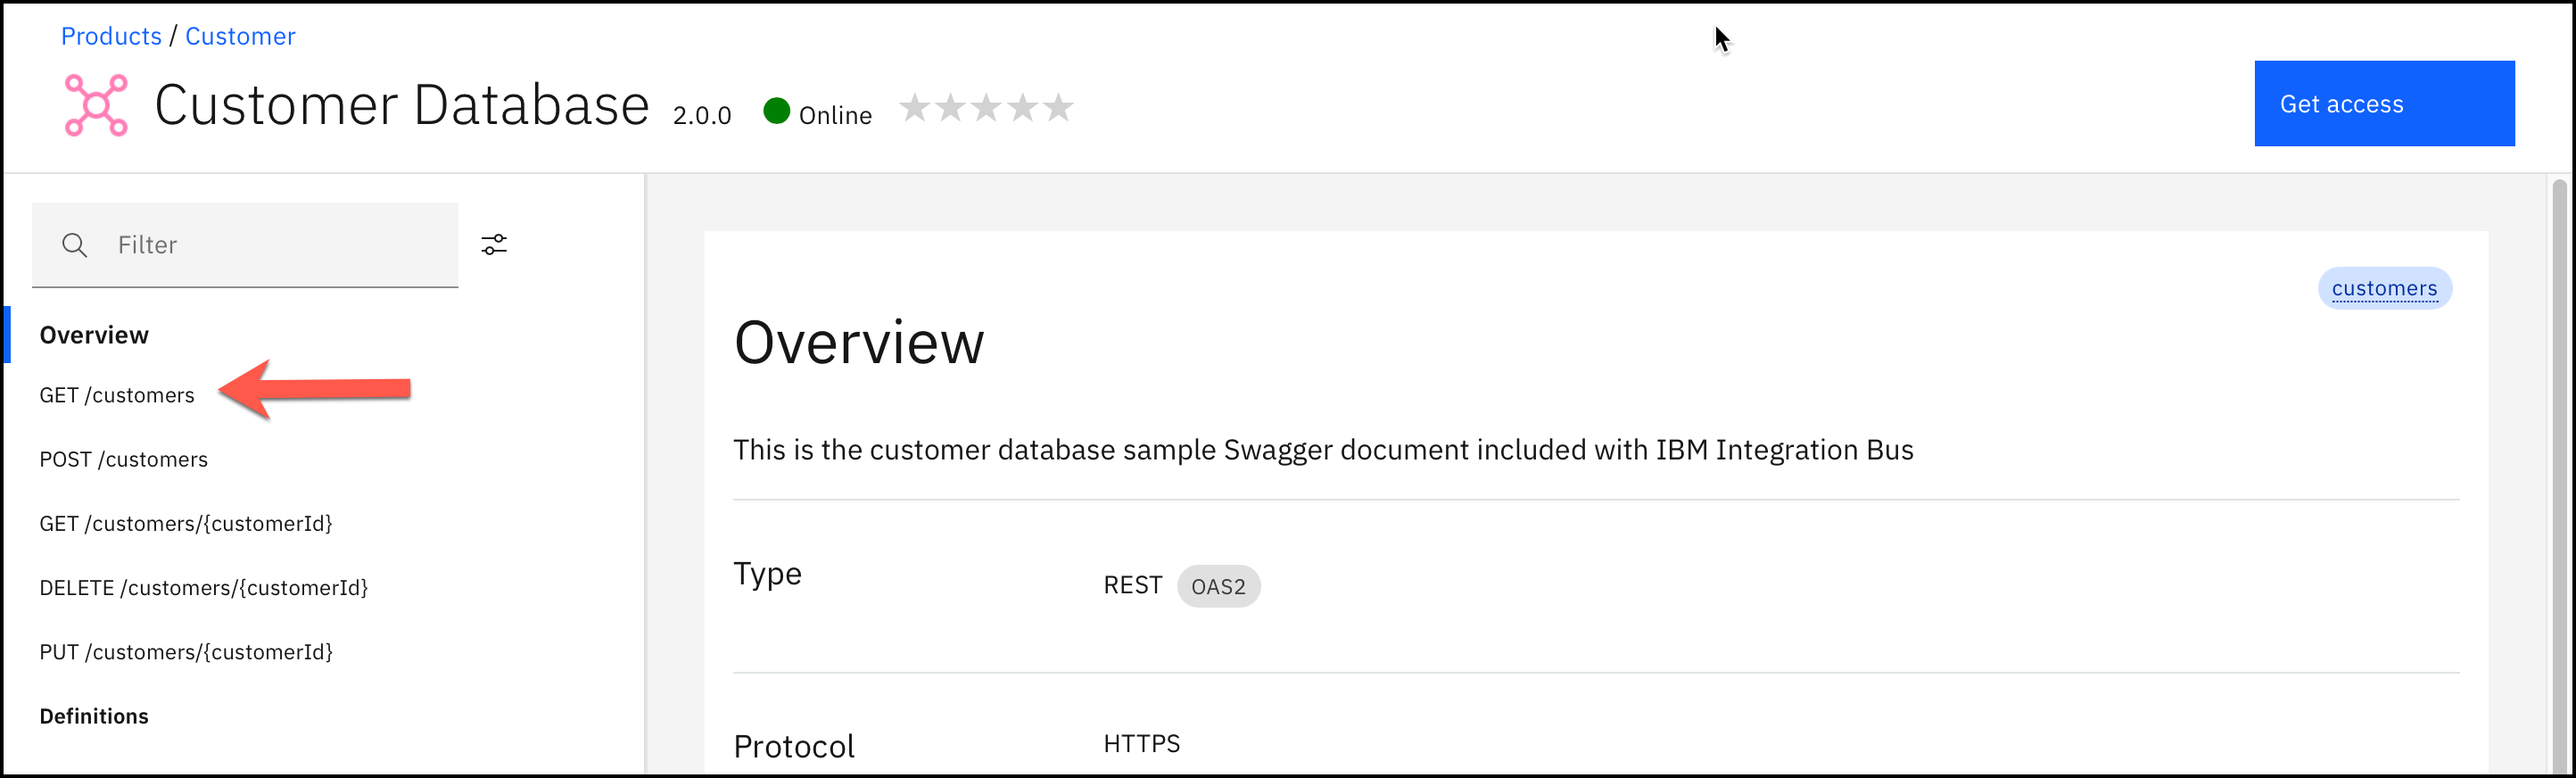 Products / Customer
Customer Database 2.0.0 Online
Get access
Filter
Overview
GET /customers
POST /customers
GET /customers/{customerId}
DELETE /customers/{customerId}
PUT /customers/{customerId}
Definitions
customers
Overview
This is the customer database sample Swagger document included with IBM Integration Bus
Type REST OAS2
Protocol HTTPS